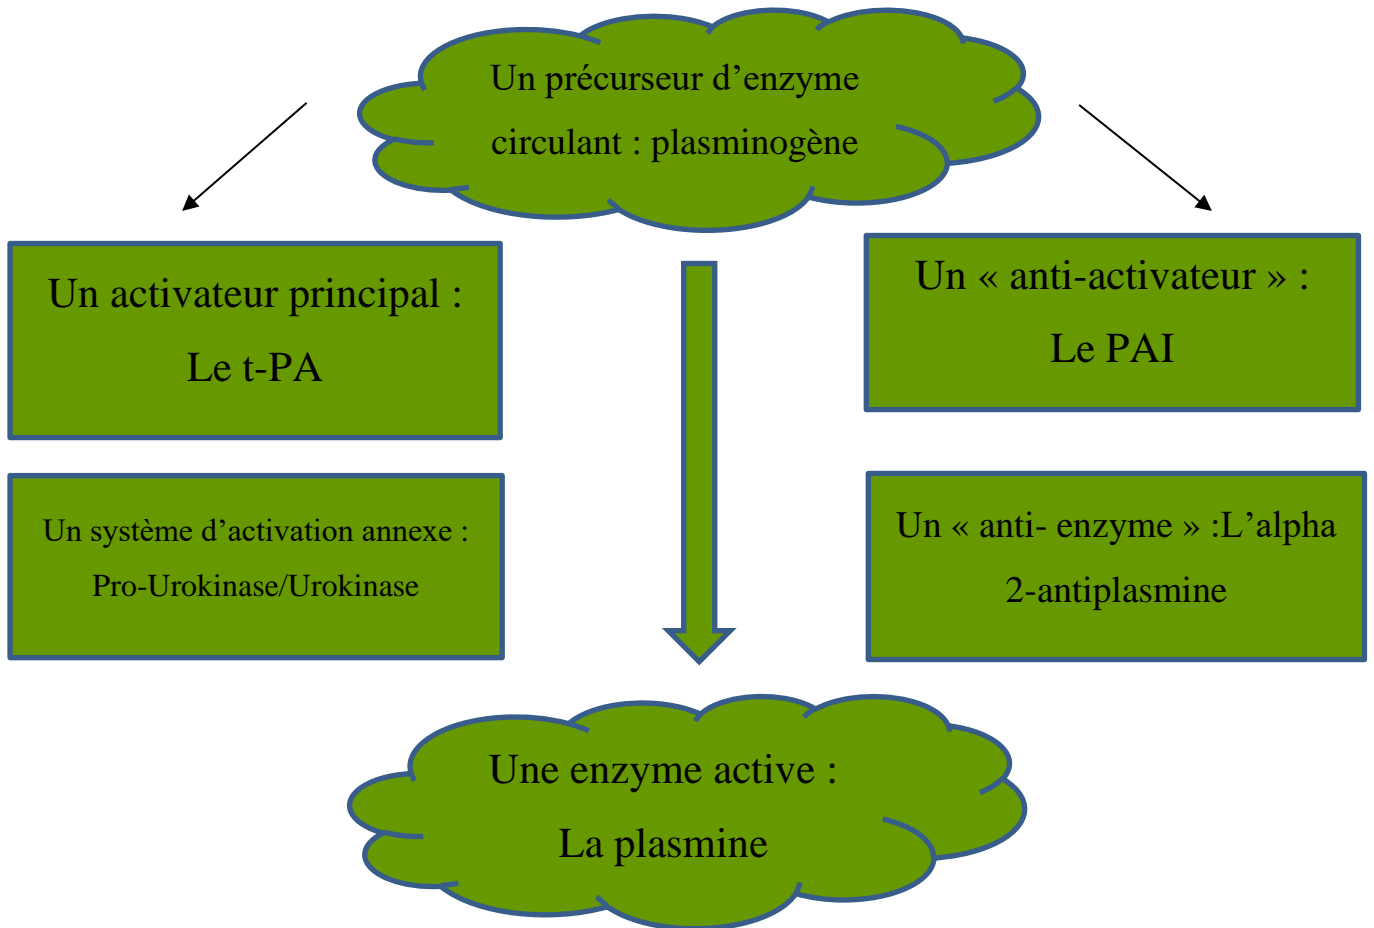 Un précurseur d’enzyme
circulant : plasminogène
Un activateur principal :
Le t-PA
Un « anti-activateur » :
Le PAI
Un système d’activation annexe :
Pro-Urokinase/Urokinase
Un « anti- enzyme » :L’alpha
2-antiplasmine
Une enzyme active :
La plasmine